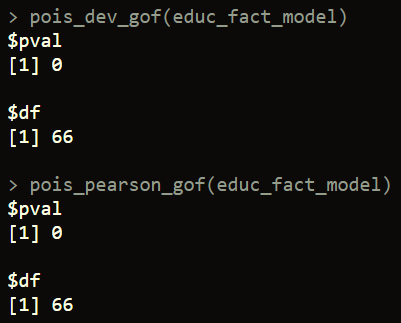 > pois_dev_gof(educ_fact_model)
$pval
[1] 0
$df
[1] 66
> pois_pearson_gof(educ_fact_model)
$pval
[1] 0
$df
[1] 66